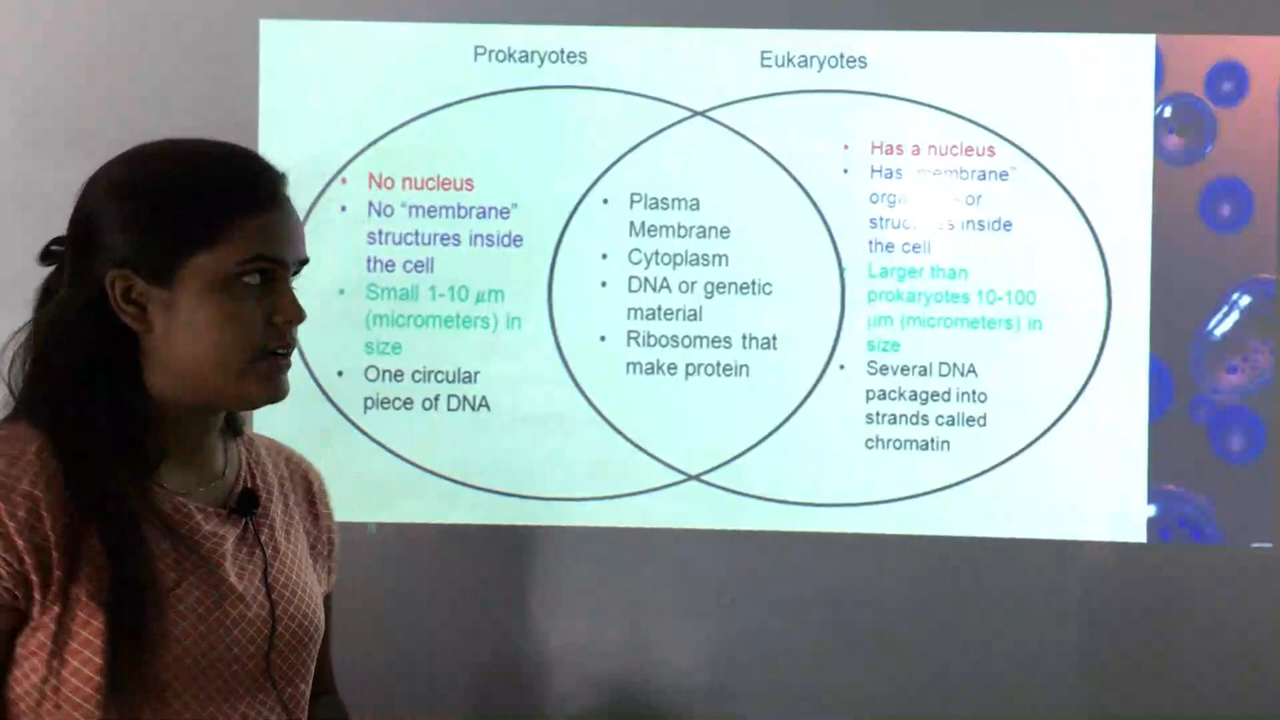 Prokaryotes
Eukaryotes
• No nucleus
• No “membrane”
structures inside
the cell
• Small 1-10 μm
(micrometers) in
size
• One circular
piece of DNA
• Plasma
Membrane
• Cytoplasm
• DNA or genetic
material
• Ribosomes that
make protein
• Has a nucleus
• Has
or
inside
the cell
• Larger than
prokaryotes 10-100
μm (micrometers) in
size
• Several DNA
packaged into
strands called
chromatin